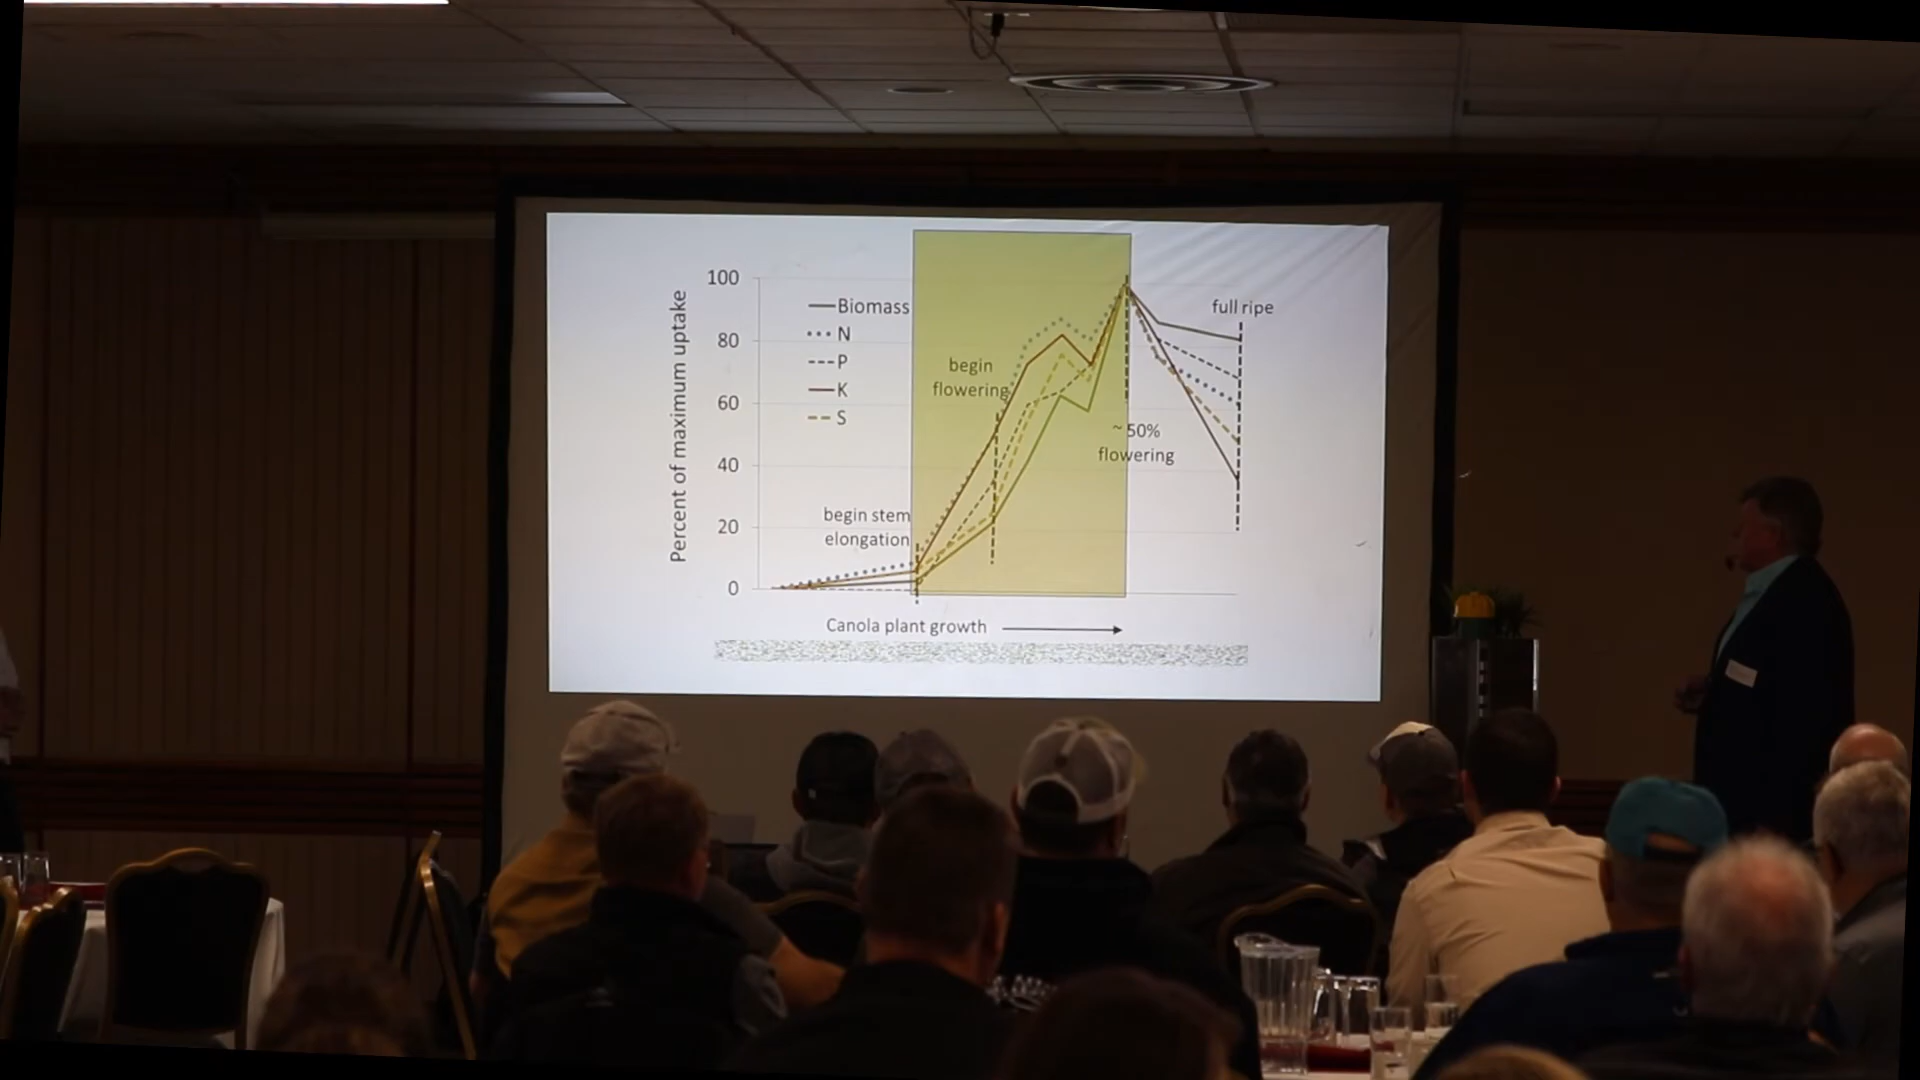 Percent of maximum uptake
100
80
60
40
20
0
Biomass
N
P
K
S
begin stem
elongation
begin
flowering
~50%
flowering
full ripe
Canola plant growth